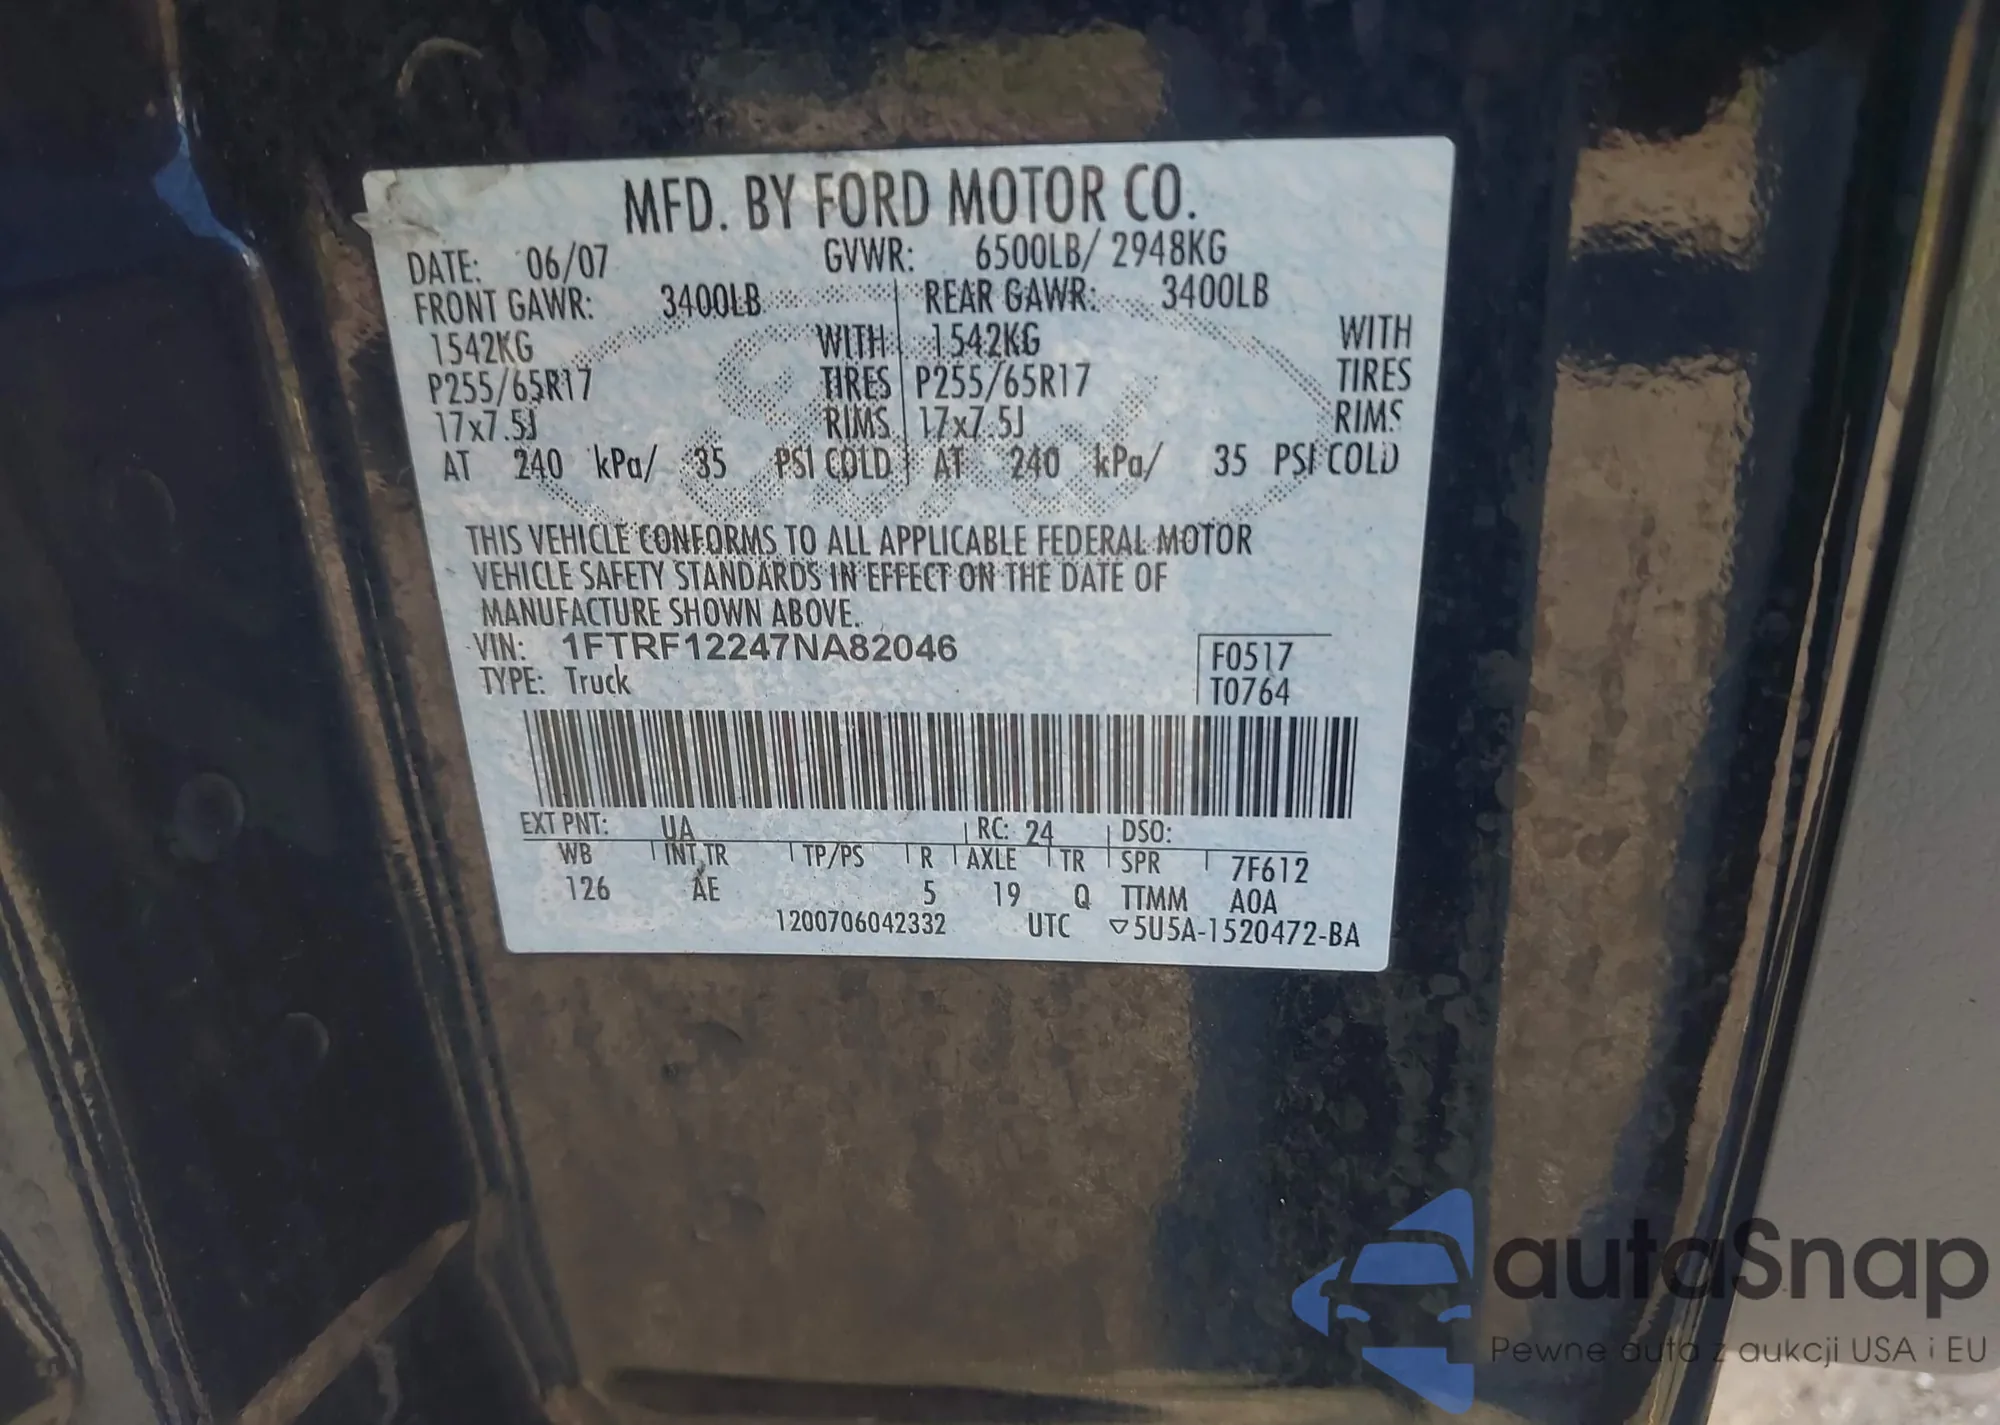 MFD. BY FORD MOTOR CO.
DATE: 06/07 GVWR: 6500LB/ 2948KG
FRONT GAWR: 3400LB REAR GAWR: 3400LB
1542KG WITH 1542KG WITH
P255/65R17 TIRES P255/65R17 TIRES
17x7.5J RIMS 17x7.5J RIMS
AT 240 kPa/ 35 PSI COLD AT 240 kPa/ 35 PSI COLD
THIS VEHICLE CONFORMS TO ALL APPLICABLE FEDERAL MOTOR
VEHICLE SAFETY STANDARDS IN EFFECT ON THE DATE OF
MANUFACTURE SHOWN ABOVE.
VIN: 1FTRF12247NA82046
TYPE: Truck
F0517
T0764
EXT PNT: UA RC: 24 DSO:
WB INT TR TP/PS R AXLE TR SPR 7F612
126 AE 5 19 Q TTMM AOA
1200706042332 UTC ▽5U5A-1520472-BA
autaSnap
Pewne auta z aukcji USA i EU